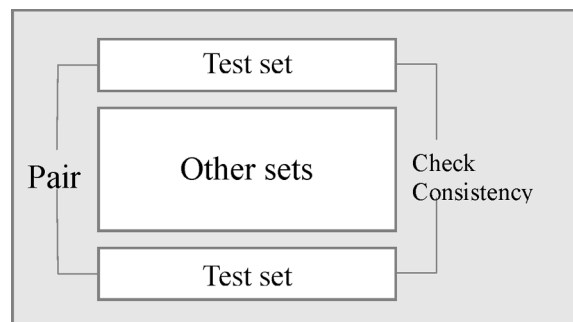 Test set
Pair
Other sets
Check
Consistency
Test set